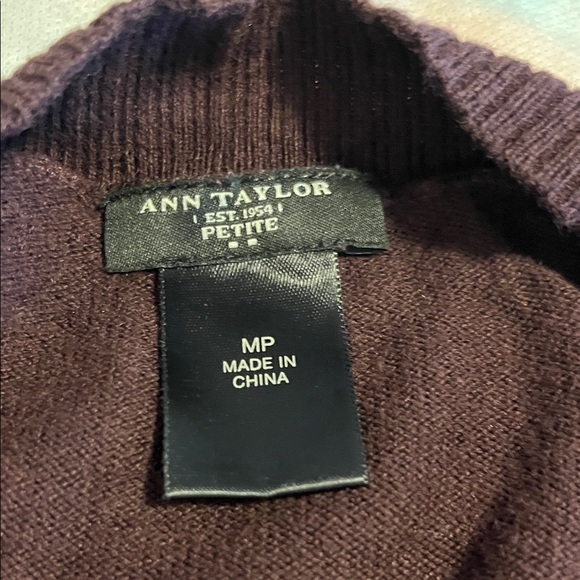 ANN TAYLOR
EST. 1954
PETITE
MP
MADE IN
CHINA